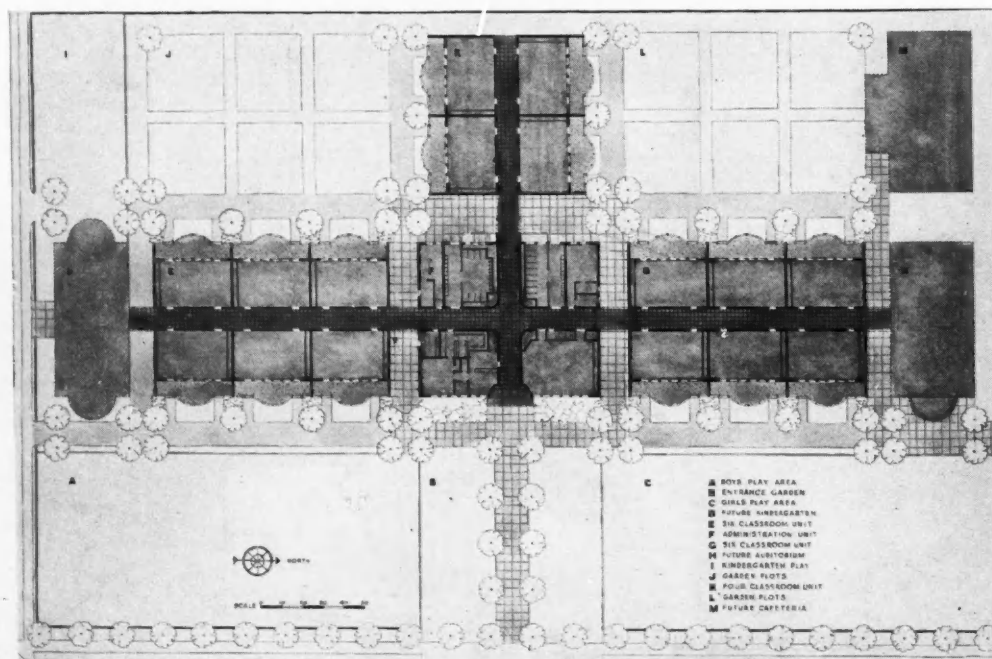 I
J
K
L
E
F
G
A
B
C
A BOYS PLAY AREA
B ENTRANCE GARDEN
C GIRLS PLAY AREA
FUTURE KINDERGARTEN
E SIX CLASSROOM UNIT
F ADMINISTRATION UNIT
G SIX CLASSROOM UNIT
H FUTURE AUDITORIUM
I KINDERGARTEN PLAY
J GARDEN PLOTS
FOUR CLASSROOM UNIT
L GARDEN PLOTS
M FUTURE CAFETERIA
NORTH
SCALE